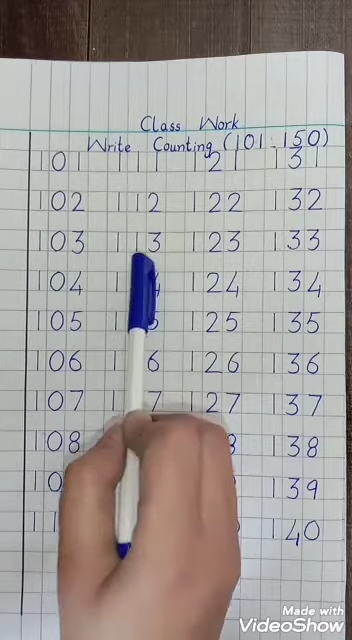 Class Work
Write Counting (101-150)
101 111 121 131
102 112 122 132
103 113 123 133
104 124 134
105 125 135
106 126 136
107 127 137
108 138
139
140
Made with
VideoShow